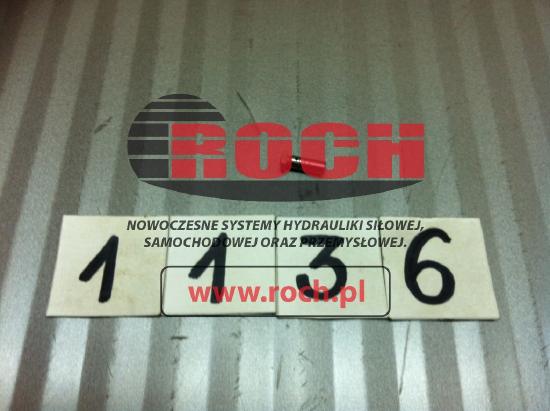 ROCH
NOWOCZESNE SYSTEMY HYDRAULIKI SIŁOWEJ,
SAMOCHODOWEJ ORAZ PRZEMYSŁOWEJ.
1 1 3 6
www.roch.pl